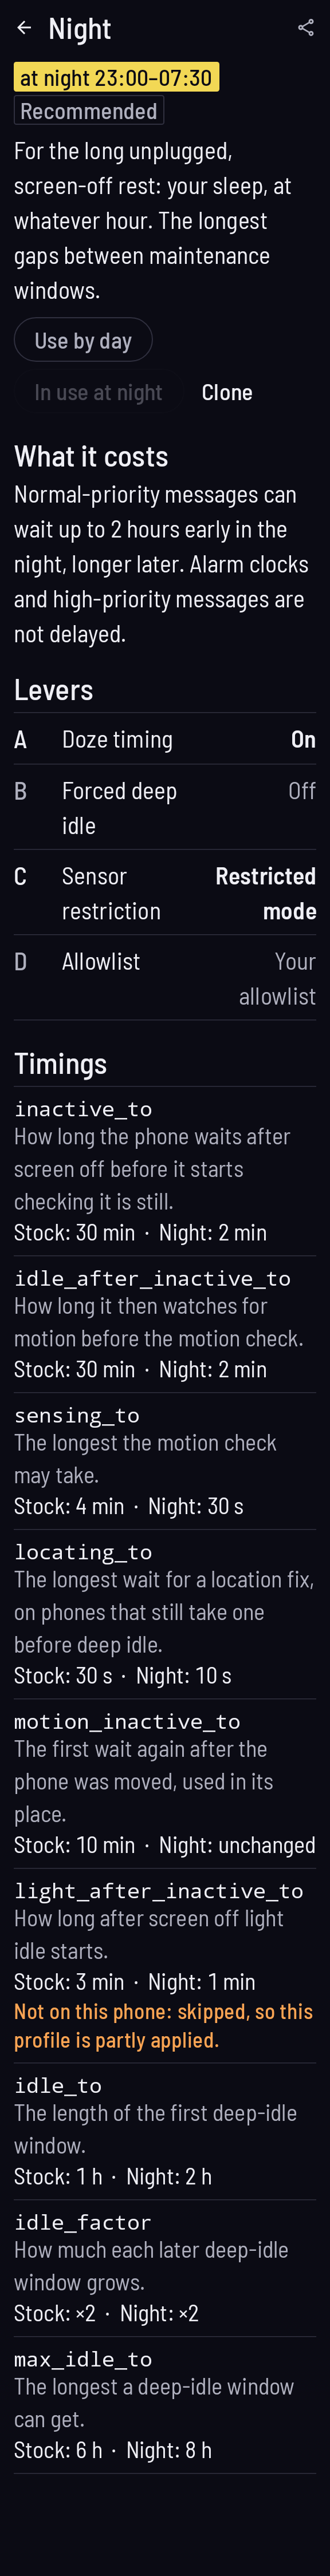 Night
at night 23:00–07:30
Recommended
For the long unplugged,
screen-off rest: your sleep, at
whatever hour. The longest
gaps between maintenance
windows.
Use by day
In use at night Clone
What it costs
Normal-priority messages can
wait up to 2 hours early in the
night, longer later. Alarm clocks
and high-priority messages are
not delayed.
Levers
A Doze timing On
B Forced deep Off
idle
C Sensor Restricted
restriction mode
D Allowlist Your
allowlist
Timings
inactive_to
How long the phone waits after
screen off before it starts
checking it is still.
Stock: 30 min · Night: 2 min
idle_after_inactive_to
How long it then watches for
motion before the motion check.
Stock: 30 min · Night: 2 min
sensing_to
The longest the motion check
may take.
Stock: 4 min · Night: 30 s
locating_to
The longest wait for a location fix,
on phones that still take one
before deep idle.
Stock: 30 s · Night: 10 s
motion_inactive_to
The first wait again after the
phone was moved, used in its
place.
Stock: 10 min · Night: unchanged
light_after_inactive_to
How long after screen off light
idle starts.
Stock: 3 min · Night: 1 min
Not on this phone: skipped, so this
profile is partly applied.
idle_to
The length of the first deep-idle
window.
Stock: 1 h · Night: 2 h
idle_factor
How much each later deep-idle
window grows.
Stock: ×2 · Night: ×2
max_idle_to
The longest a deep-idle window
can get.
Stock: 6 h · Night: 8 h